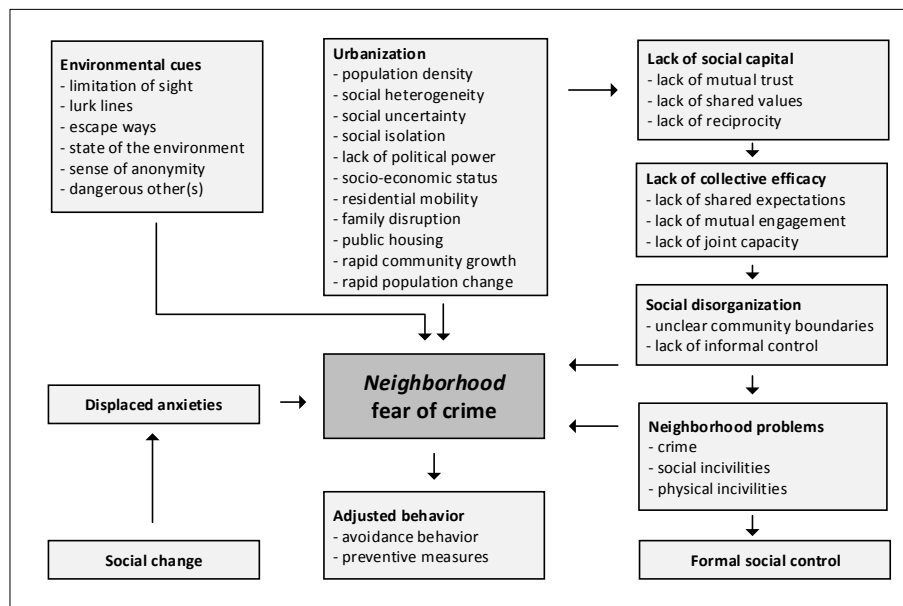 Environmental cues
- limitation of sight
- lurk lines
- escape ways
- state of the environment
- sense of anonymity
- dangerous other(s)
Urbanization
- population density
- social heterogeneity
- social uncertainty
- social isolation
- lack of political power
- socio-economic status
- residential mobility
- family disruption
- public housing
- rapid community growth
- rapid population change
Lack of social capital
- lack of mutual trust
- lack of shared values
- lack of reciprocity
Lack of collective efficacy
- lack of shared expectations
- lack of mutual engagement
- lack of joint capacity
Social disorganization
- unclear community boundaries
- lack of informal control
Neighborhood
fear of crime
Displaced anxieties
Neighborhood problems
- crime
- social incivilities
- physical incivilities
Adjusted behavior
- avoidance behavior
- preventive measures
Social change
Formal social control